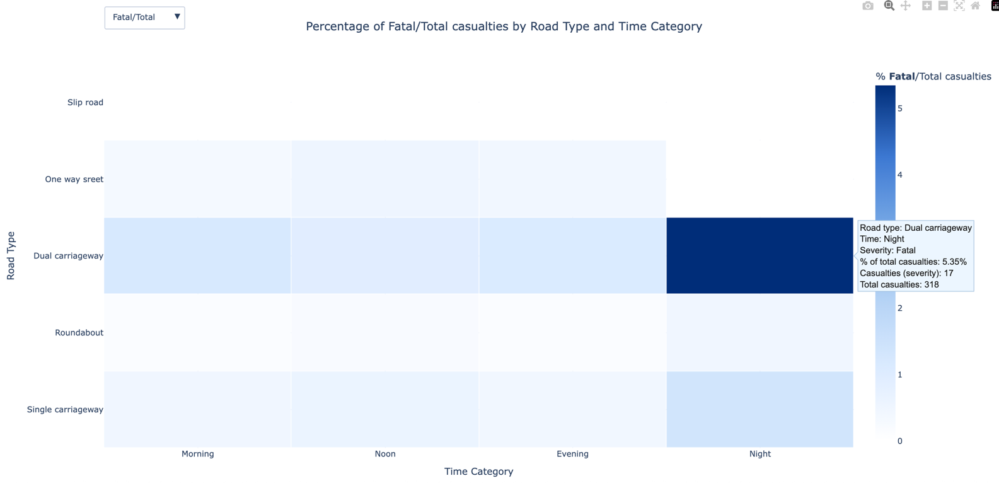 Fatal/Total ▼
Percentage of Fatal/Total casualties by Road Type and Time Category
% Fatal/Total casualties
5
4
2
1
0
Road Type
Slip road
One way sreet
Dual carriageway
Roundabout
Single carriageway
Road type: Dual carriageway
Time: Night
Severity: Fatal
% of total casualties: 5.35%
Casualties (severity): 17
Total casualties: 318
Morning
Noon
Evening
Night
Time Category